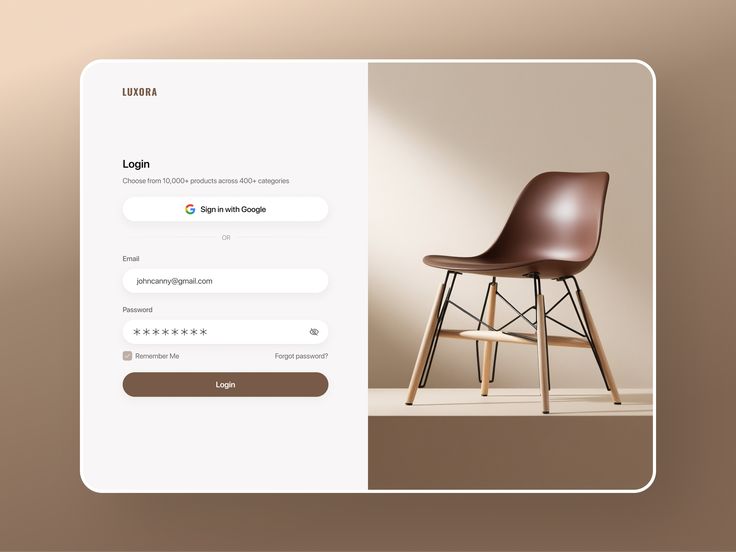 LUXORA
Login
Choose from 10,000+ products across 400+ categories
Sign in with Google
OR
Email
johncanny@gmail.com
Password
********
Remember Me Forgot password?
Login